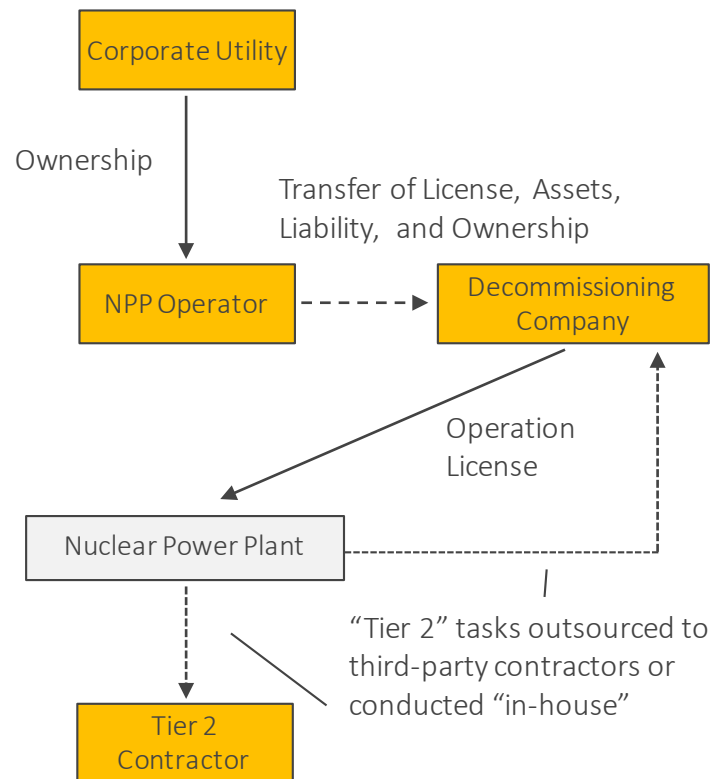 Corporate Utility
Ownership
Transfer of License, Assets,
Liability, and Ownership
NPP Operator
Decommissioning
Company
Operation
License
Nuclear Power Plant
“Tier 2” tasks outsourced to
third-party contractors or
conducted “in-house”
Tier 2
Contractor